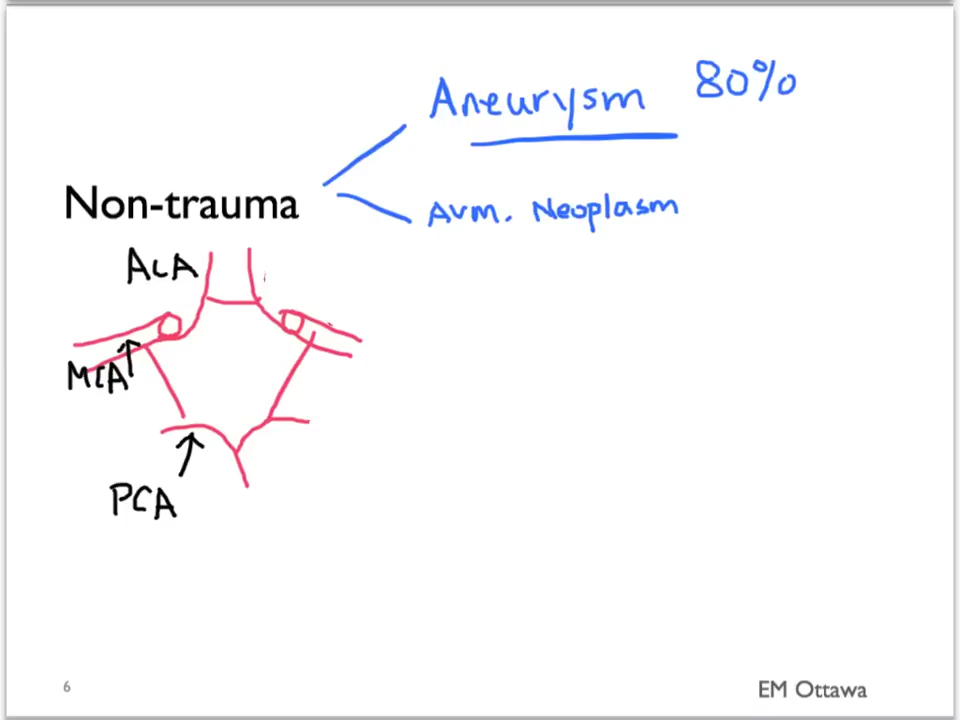 Aneurysm 80%
Non-trauma
Avm. Neoplasm
ACA
MCA
PCA
6
EM Ottawa